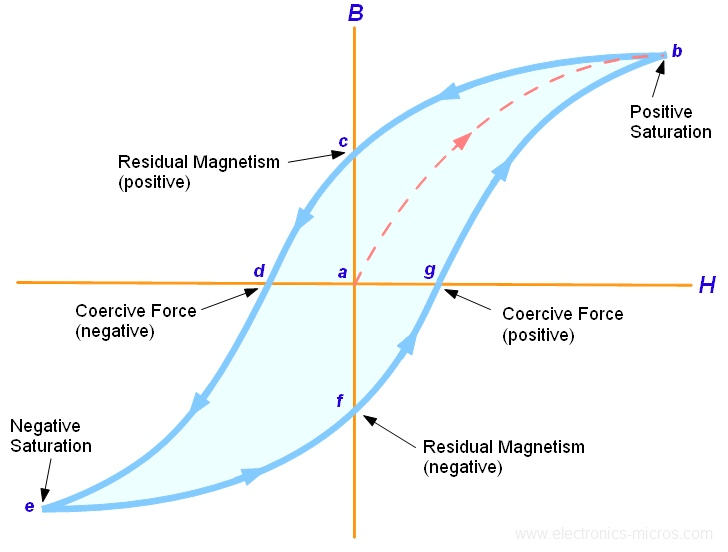 B
b
Positive
Saturation
c
Residual Magnetism
(positive)
d
a
g
H
Coercive Force
(negative)
Coercive Force
(positive)
f
Negative
Saturation
Residual Magnetism
(negative)
e
www.electronics-micros.com